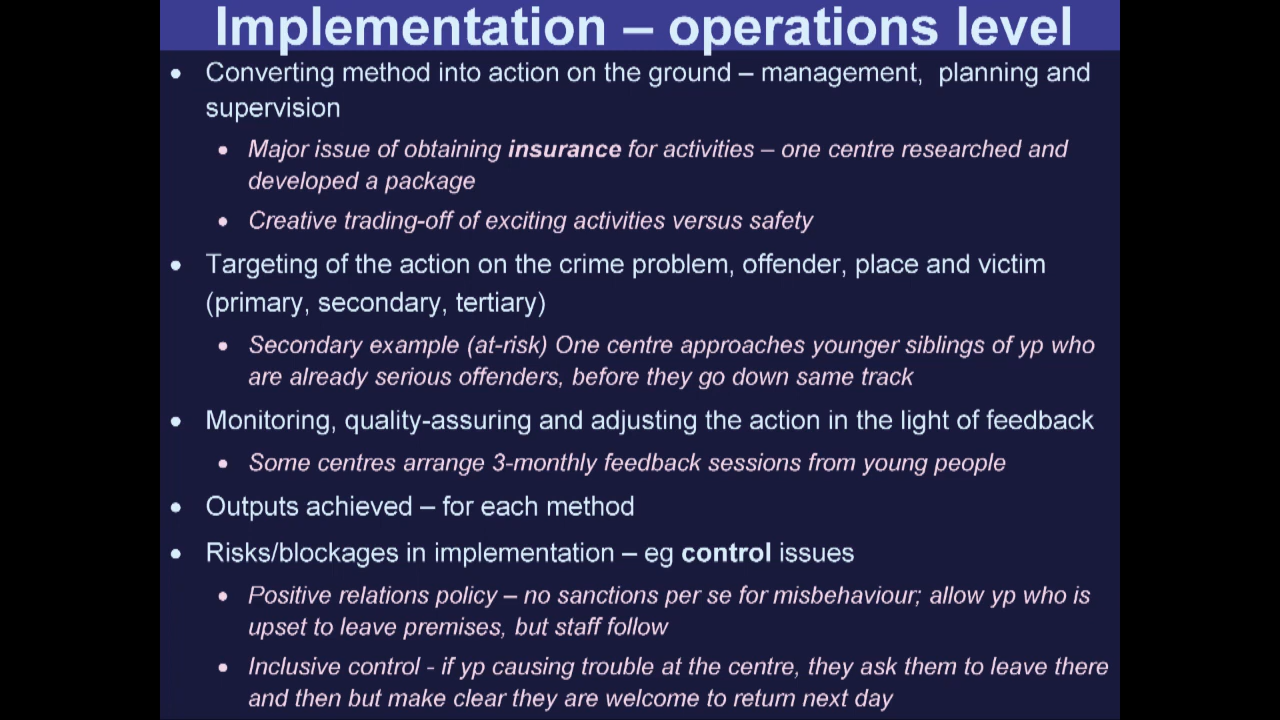 Implementation – operations level
• Converting method into action on the ground – management, planning and
supervision
• Major issue of obtaining insurance for activities – one centre researched and
developed a package
• Creative trading-off of exciting activities versus safety
• Targeting of the action on the crime problem, offender, place and victim
(primary, secondary, tertiary)
• Secondary example (at-risk) One centre approaches younger siblings of yp who
are already serious offenders, before they go down same track
• Monitoring, quality-assuring and adjusting the action in the light of feedback
• Some centres arrange 3-monthly feedback sessions from young people
• Outputs achieved – for each method
• Risks/blockages in implementation – eg control issues
• Positive relations policy – no sanctions per se for misbehaviour; allow yp who is
upset to leave premises, but staff follow
• Inclusive control - if yp causing trouble at the centre, they ask them to leave there
and then but make clear they are welcome to return next day